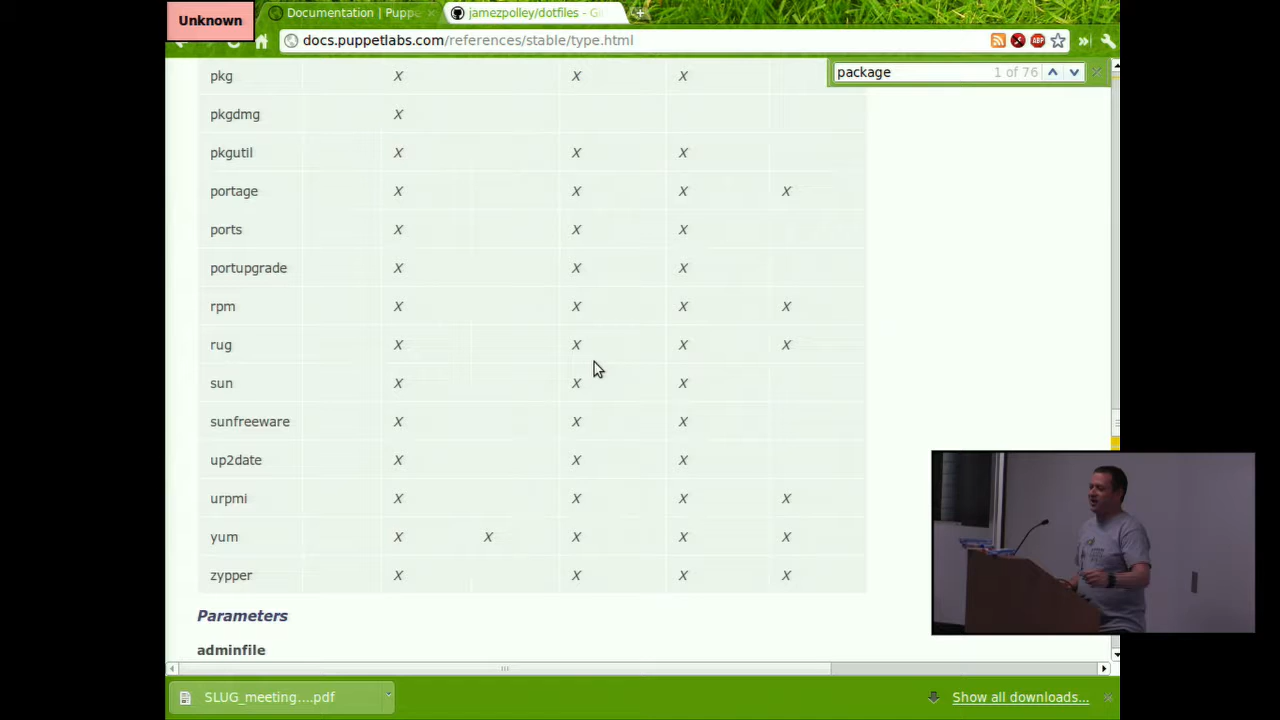 Unknown
Documentation | Puppe
jamezpolley/dotfiles - G
docs.puppetlabs.com/references/stable/type.html
ABP
package 1 of 76
pkg X X X
pkgdmg X
pkgutil X X X
portage X X X X
ports X X X
portupgrade X X X
rpm X X X X
rug X X X X
sun X X X
sunfreeware X X X
up2date X X X
urpmi X X X X
yum X X X X X
zypper X X X X
Parameters
adminfile
SLUG_meeting....pdf
Show all downloads...